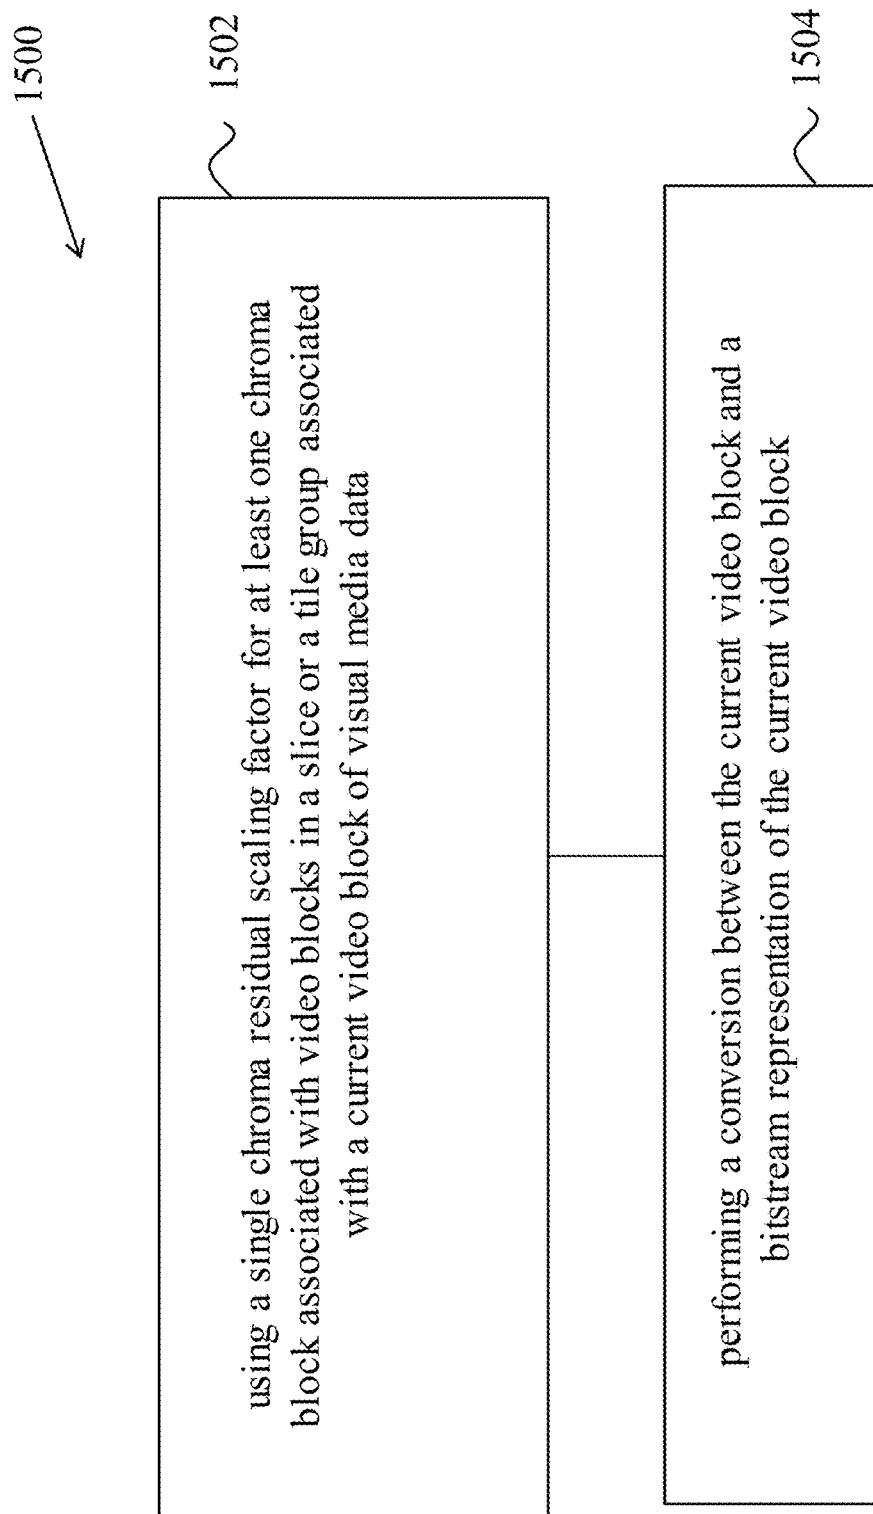 1500
1502
using a single chroma residual scaling factor for at least one chroma
block associated with video blocks in a slice or a tile group associated
with a current video block of visual media data
1504
performing a conversion between the current video block and a
bitstream representation of the current video block